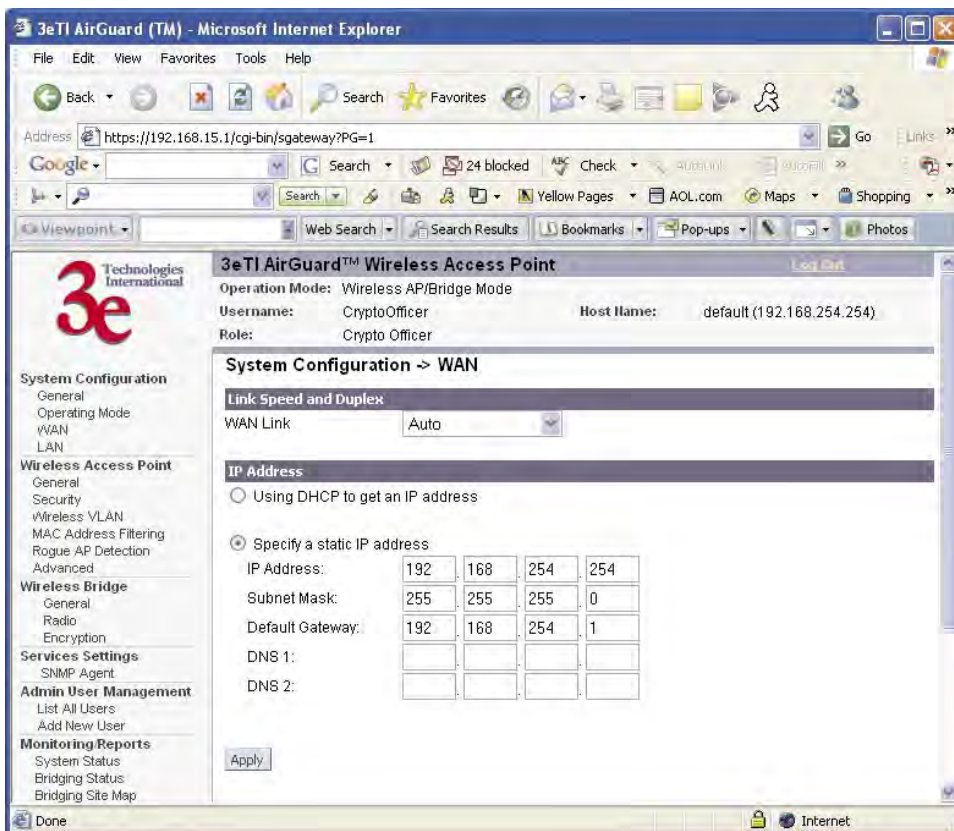 3eTI AirGuard (TM) - Microsoft Internet Explorer
File Edit View Favorites Tools Help
Back Search Favorites
Address https://192.168.15.1/cgi-bin/sgateway?PG=1 Go Links »
Google Search 24 blocked ABC Check AutoLink AutoFill »
Search Yellow Pages AOL.com Maps Shopping »
Viewpoint Web Search Search Results Bookmarks Pop-ups Photos
3e Technologies International
3eTI AirGuard™ Wireless Access Point Log Out
Operation Mode: Wireless AP/Bridge Mode
Username: CryptoOfficer Host Name: default (192.168.254.254)
Role: Crypto Officer
System Configuration
General
Operating Mode
WAN
LAN
Wireless Access Point
General
Security
Wireless VLAN
MAC Address Filtering
Rogue AP Detection
Advanced
Wireless Bridge
General
Radio
Encryption
Services Settings
SNMP Agent
Admin User Management
List All Users
Add New User
Monitoring/Reports
System Status
Bridging Status
Bridging Site Map
System Configuration -> WAN
Link Speed and Duplex
WAN Link Auto
IP Address
Using DHCP to get an IP address
Specify a static IP address
IP Address: 192 . 168 . 254 . 254
Subnet Mask: 255 . 255 . 255 . 0
Default Gateway: 192 . 168 . 254 . 1
DNS 1: . . .
DNS 2: . . .
Apply
Done Internet